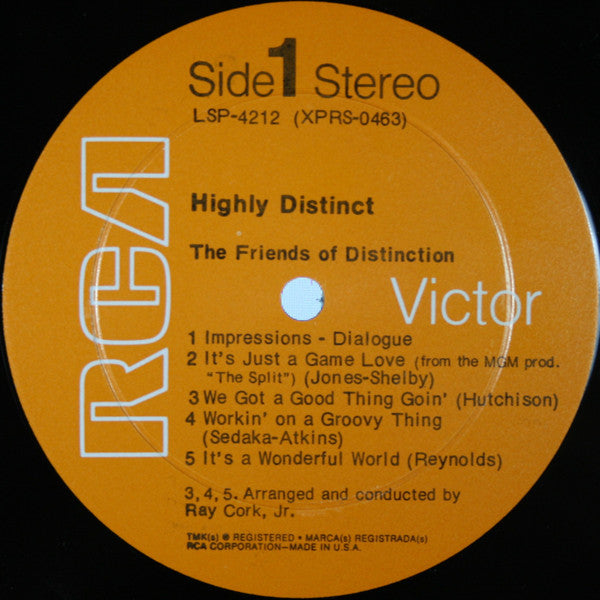 Side 1 Stereo
LSP-4212 (XPRS-0463)
RCA
Highly Distinct
The Friends of Distinction
Victor
1 Impressions - Dialogue
2 It's Just a Game Love (from the MGM prod.
"The Split") (Jones-Shelby)
3 We Got a Good Thing Goin' (Hutchison)
4 Workin' on a Groovy Thing
(Sedaka-Atkins)
5 It's a Wonderful World (Reynolds)
3, 4, 5. Arranged and conducted by
Ray Cork, Jr.
TMK(s) ® REGISTERED • MARCA(s) REGISTRADA(s)
RCA CORPORATION—MADE IN U.S.A.